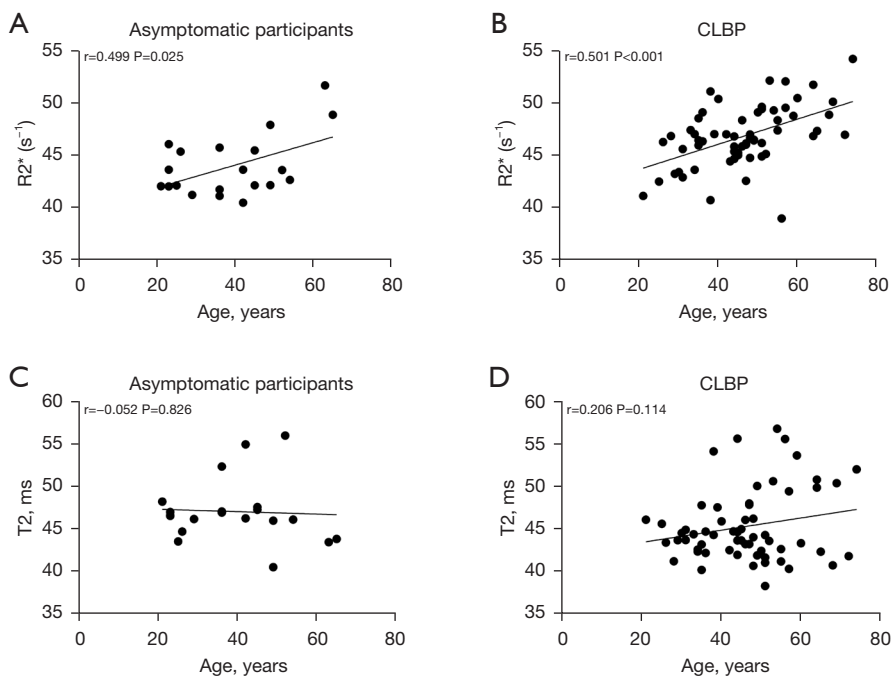 A
Asymptomatic participants
r=0.499 P=0.025
R2* (s⁻¹)
55
50
45
40
35
0 20 40 60 80
Age, years
B
CLBP
r=0.501 P<0.001
R2* (s⁻¹)
55
50
45
40
35
0 20 40 60 80
Age, years
C
Asymptomatic participants
r=−0.052 P=0.826
T2, ms
60
55
50
45
40
35
0 20 40 60 80
Age, years
D
CLBP
r=0.206 P=0.114
T2, ms
60
55
50
45
40
35
0 20 40 60 80
Age, years